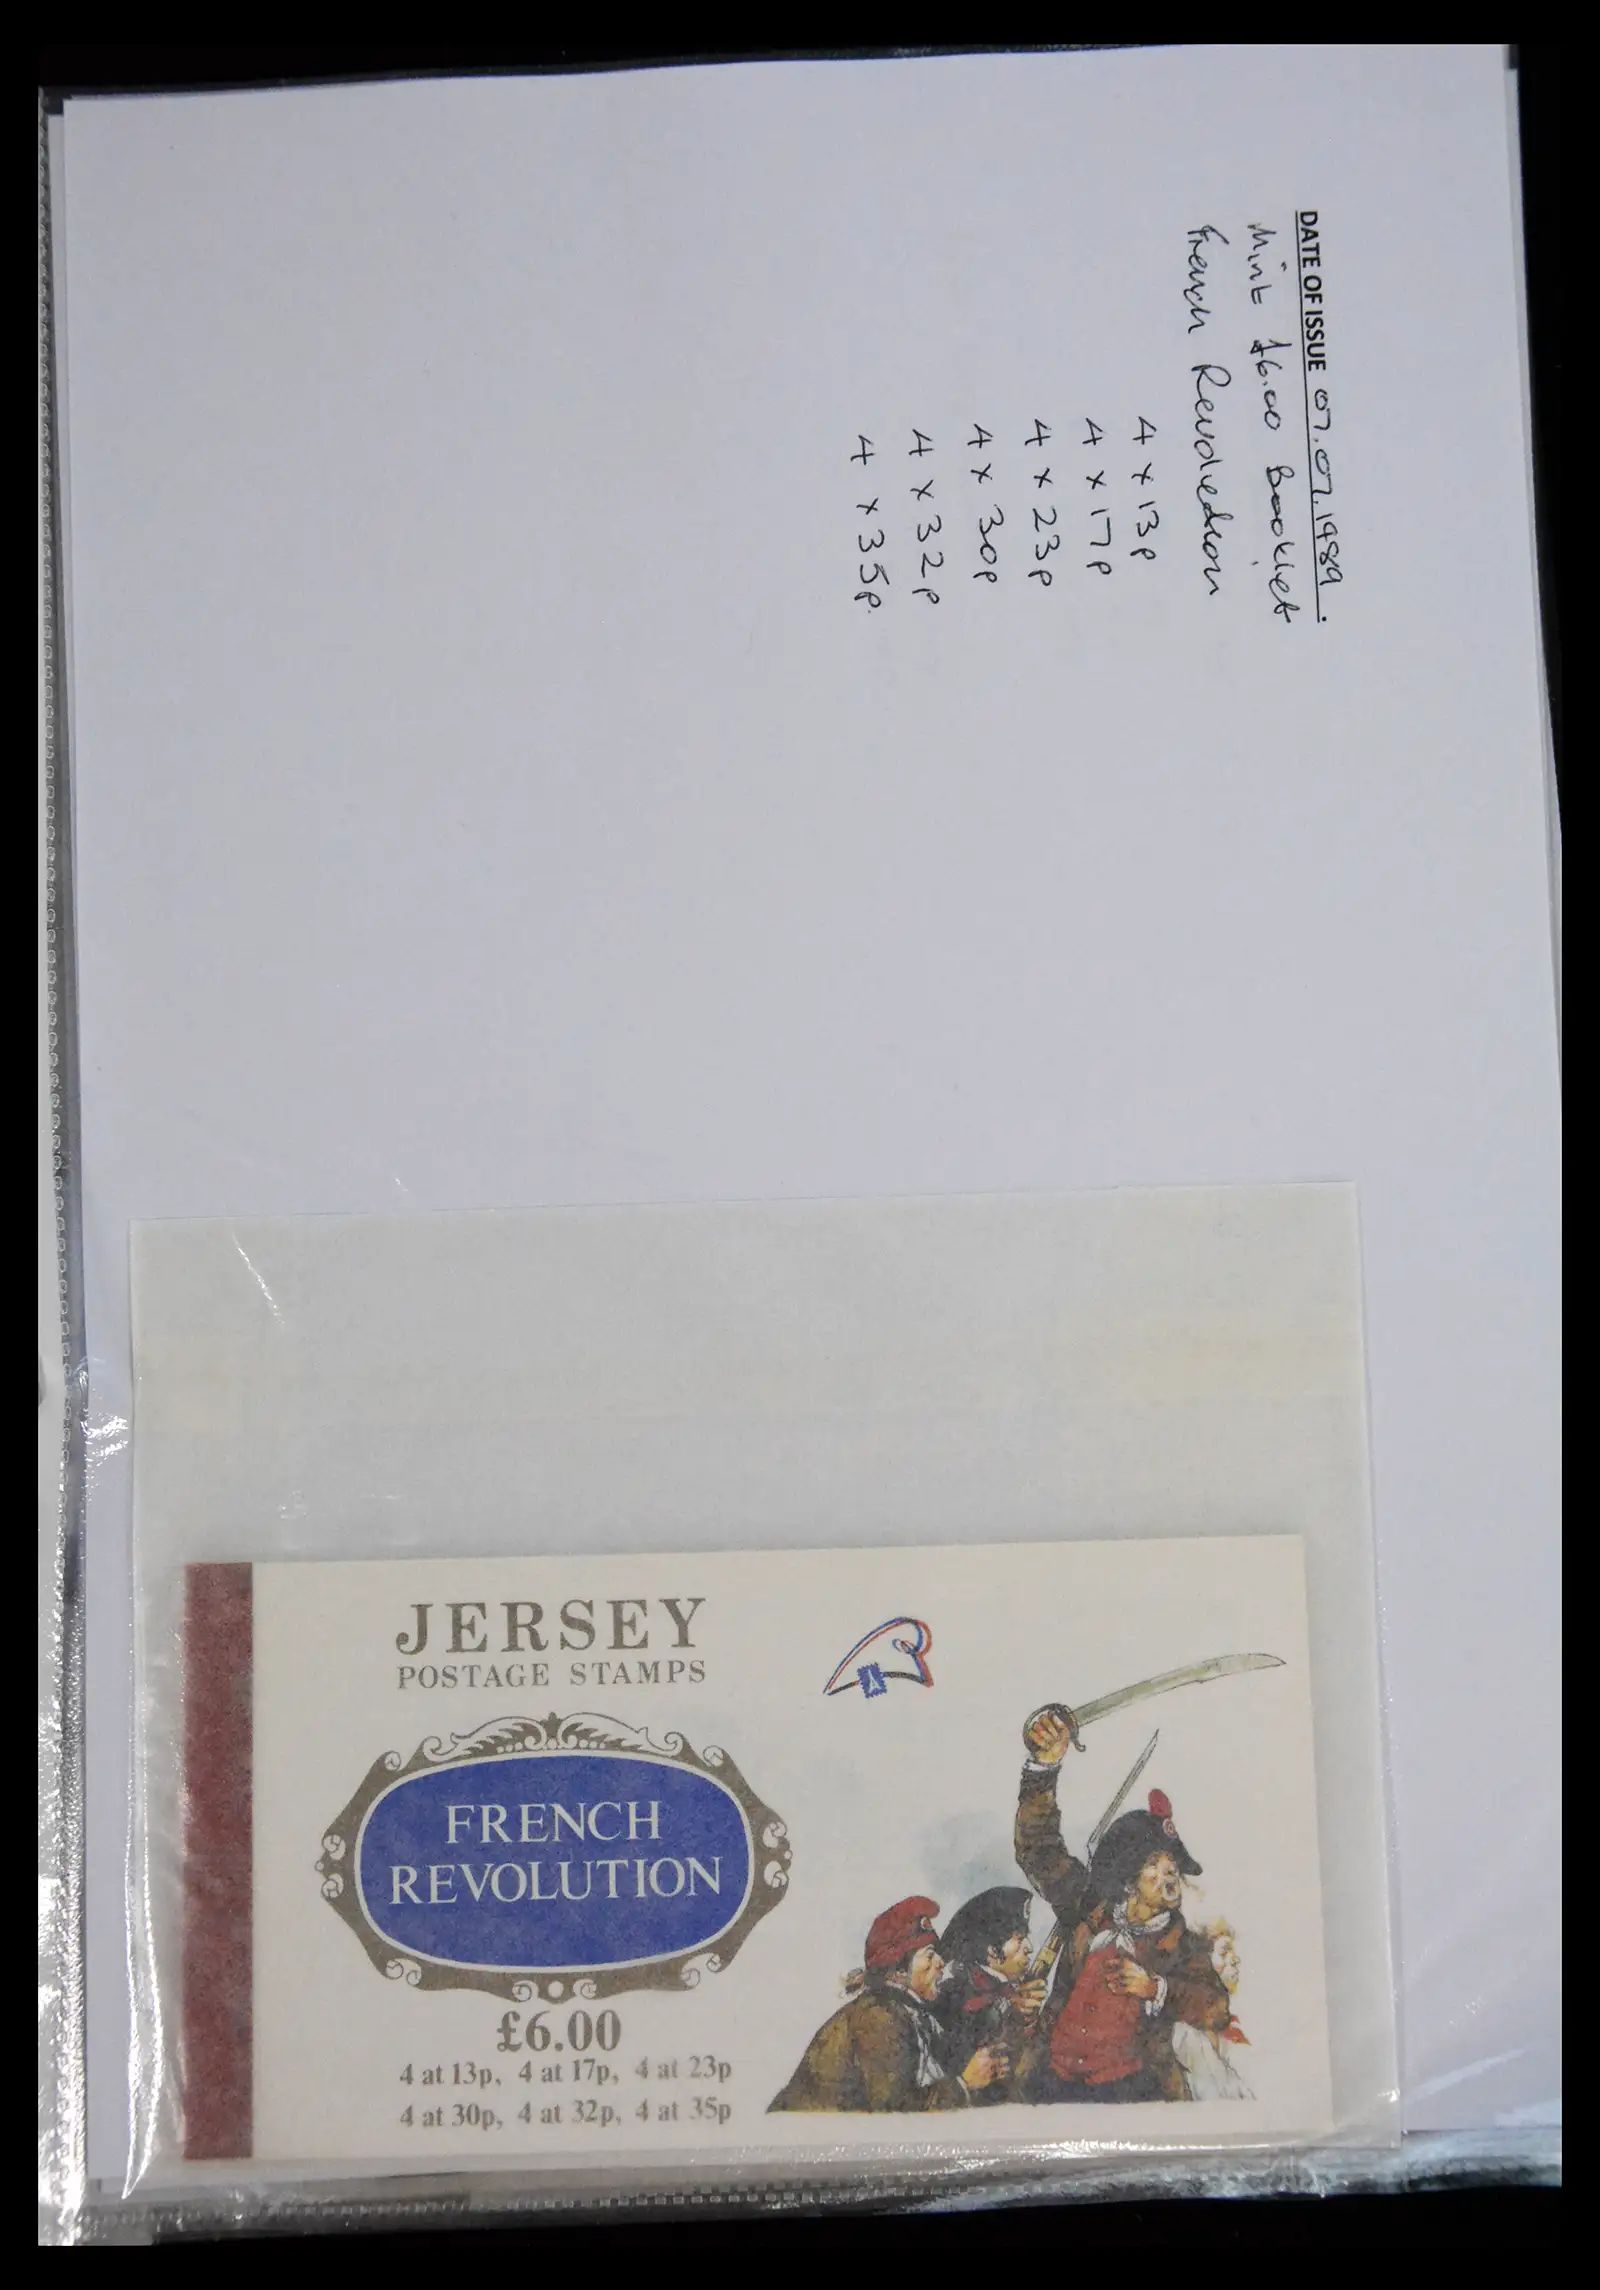 DATE OF ISSUE 07.07.1989.
Mint £6.00 Booklet
French Revolution
4 x 13p
4 x 17p
4 x 23p
4 x 30p
4 x 32p
4 x 35p.
JERSEY
POSTAGE STAMPS
FRENCH
REVOLUTION
£6.00
4 at 13p, 4 at 17p, 4 at 23p
4 at 30p, 4 at 32p, 4 at 35p